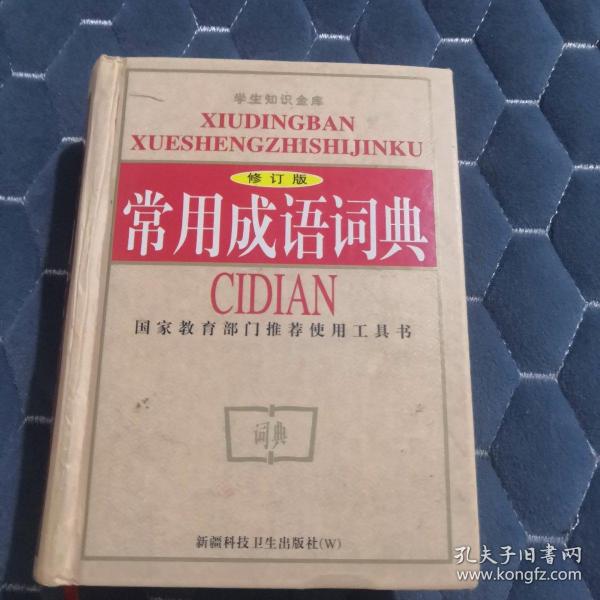 学生知识金库
XIUDINGBAN
XUESHENGZHISHIJINKU
修订版
常用成语词典
CIDIAN
国家教育部门推荐使用工具书
词典
新疆科技卫生出版社(W)
孔夫子旧书网
www.kongfz.com